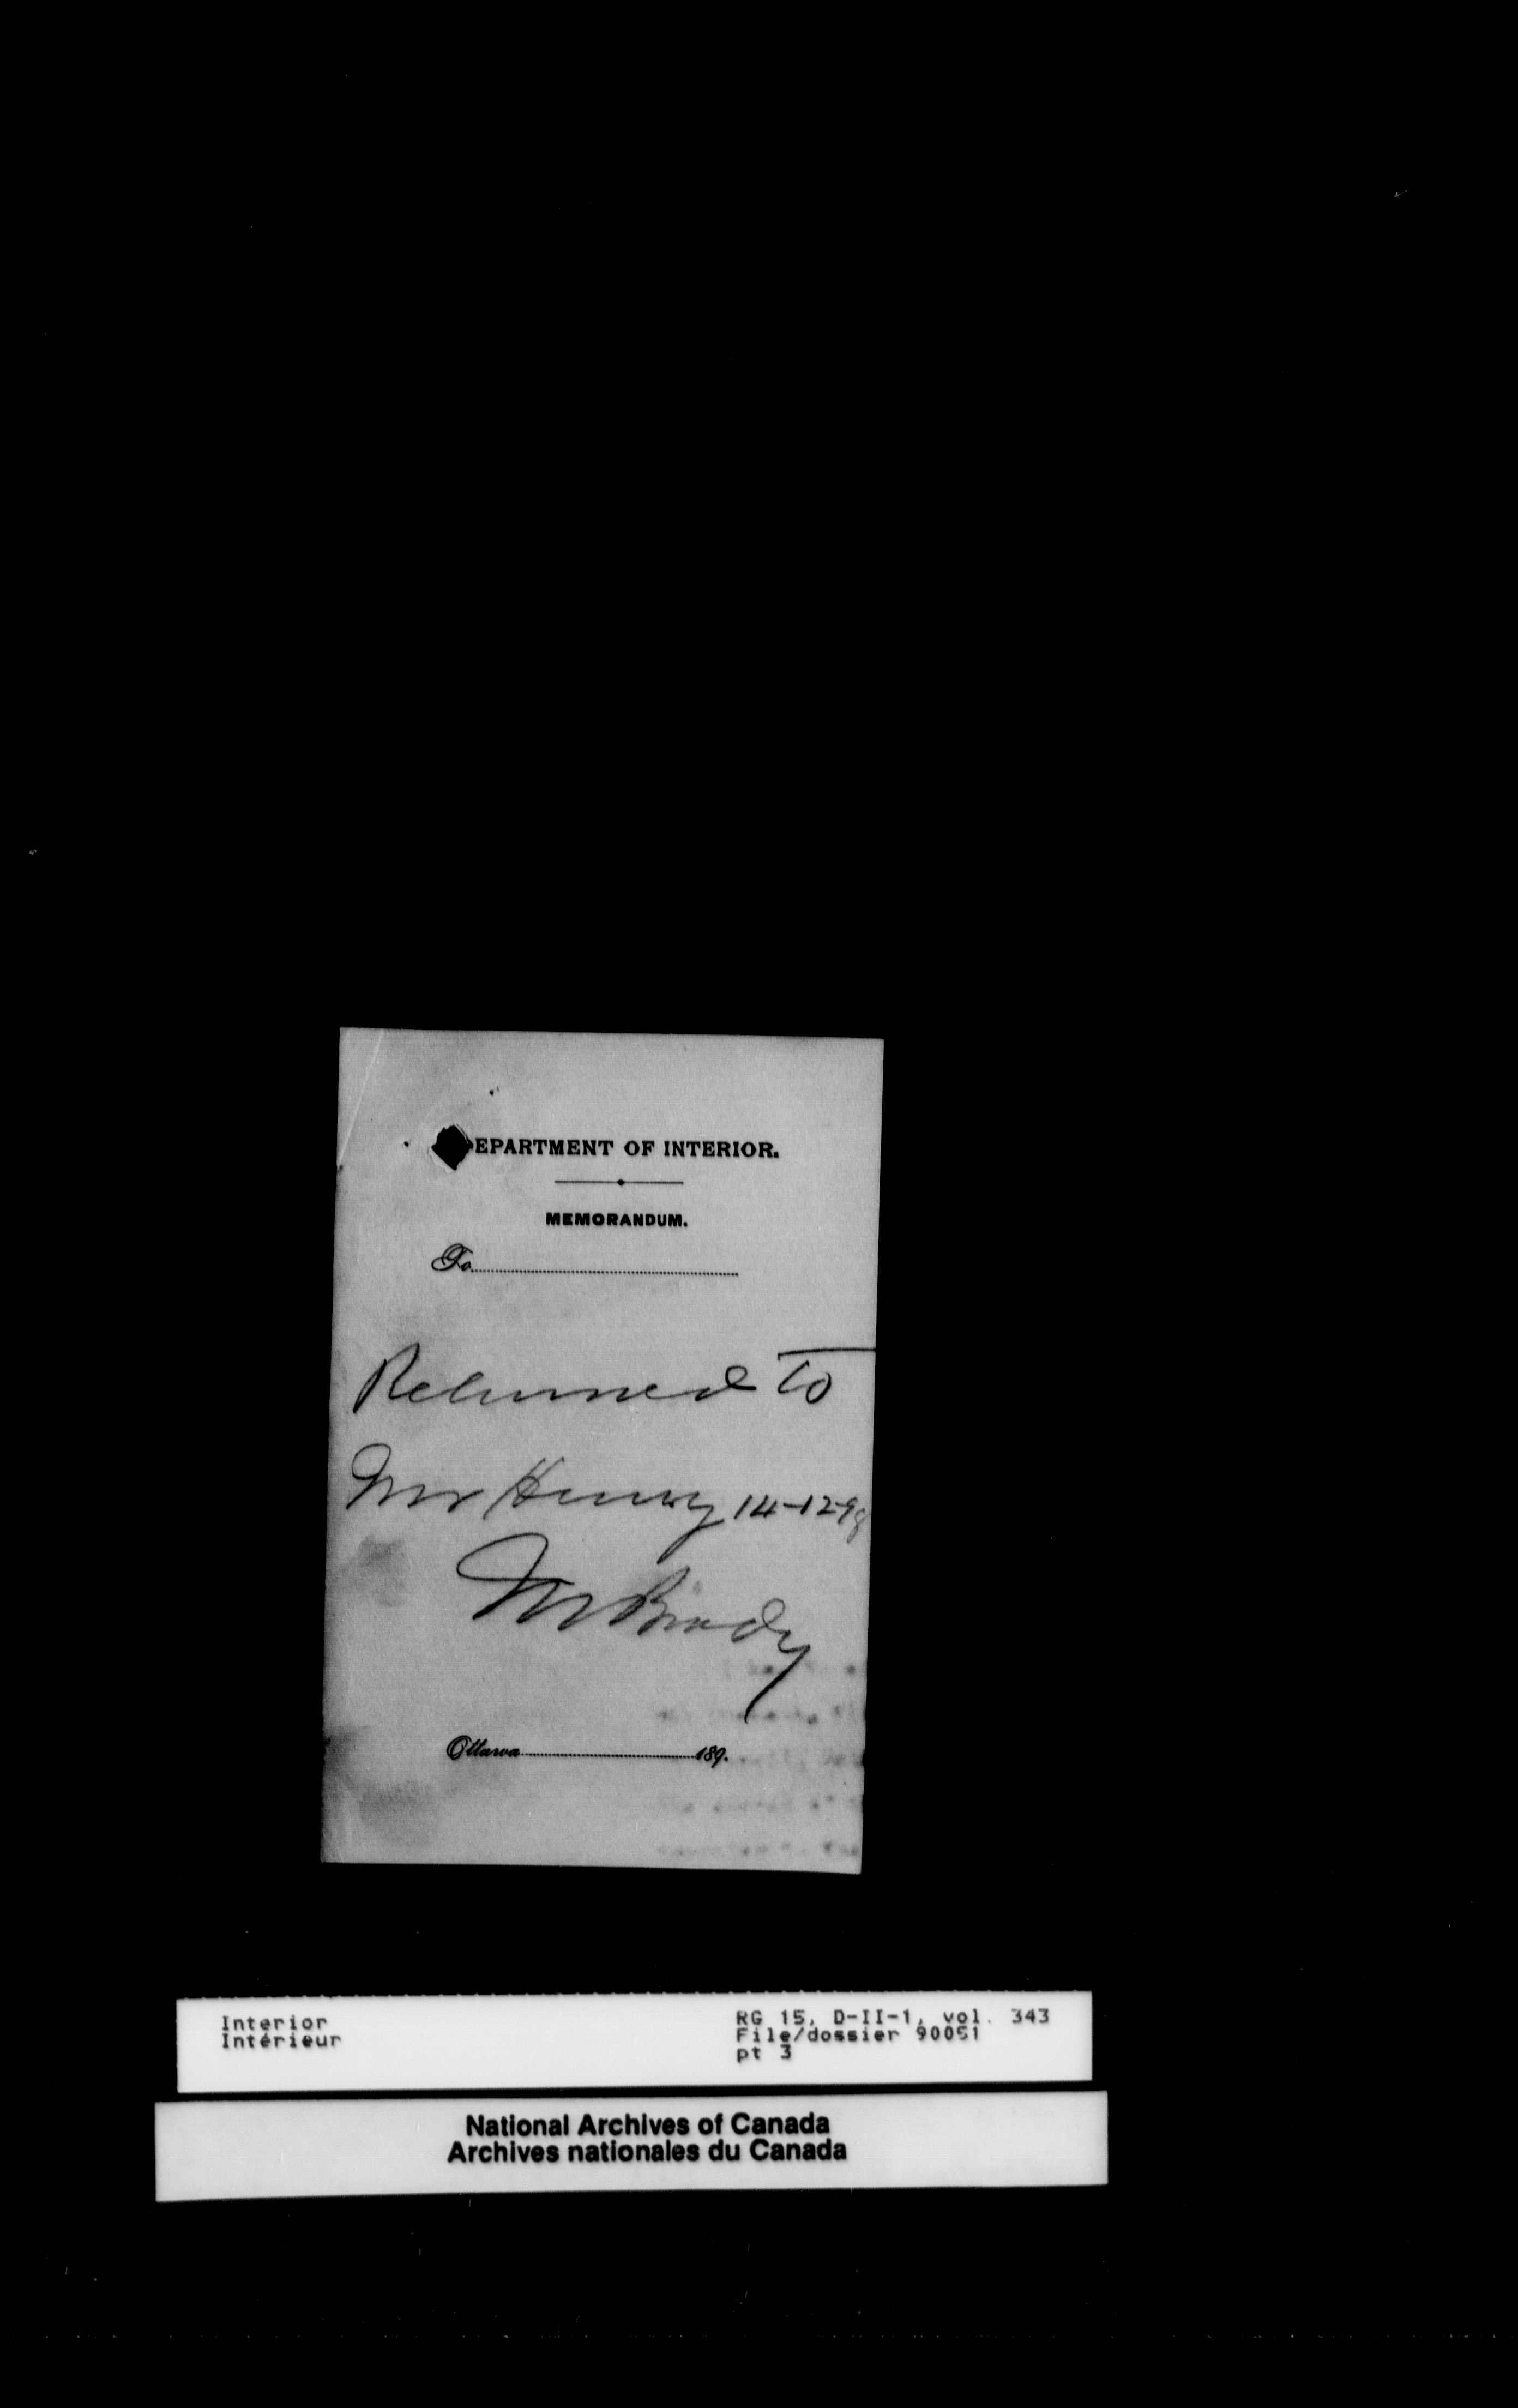 DEPARTMENT OF INTERIOR.
MEMORANDUM.
To
Returned to
Mr Henry 14-12-98
M Brady
Ottawa 189.
Interior
Intérieur
RG 15, D-II-1, vol. 343
File/dossier 90051
pt 3
National Archives of Canada
Archives nationales du Canada